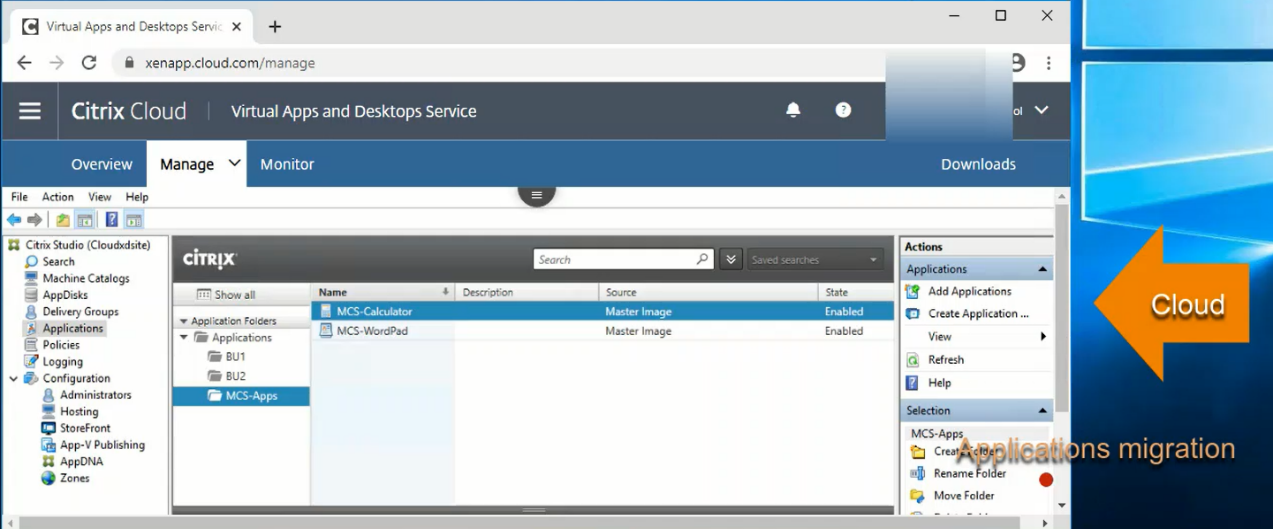 Virtual Apps and Desktops Servic
xenapp.cloud.com/manage
Citrix Cloud | Virtual Apps and Desktops Service
ol
Overview Manage Monitor Downloads
File Action View Help
Citrix Studio (Cloudxdsite)
Search
Machine Catalogs
AppDisks
Delivery Groups
Applications
Policies
Logging
Configuration
Administrators
Hosting
StoreFront
App-V Publishing
AppDNA
Zones
CİTRIX
Search
Saved searches
Show all
Application Folders
Applications
BU1
BU2
MCS-Apps
Name Description Source State
MCS-Calculator Master Image Enabled
MCS-WordPad Master Image Enabled
Actions
Applications
Add Applications
Create Application ...
View
Refresh
Help
Selection
MCS-Apps
Create Folder
Rename Folder
Move Folder
Cloud
Applications migration